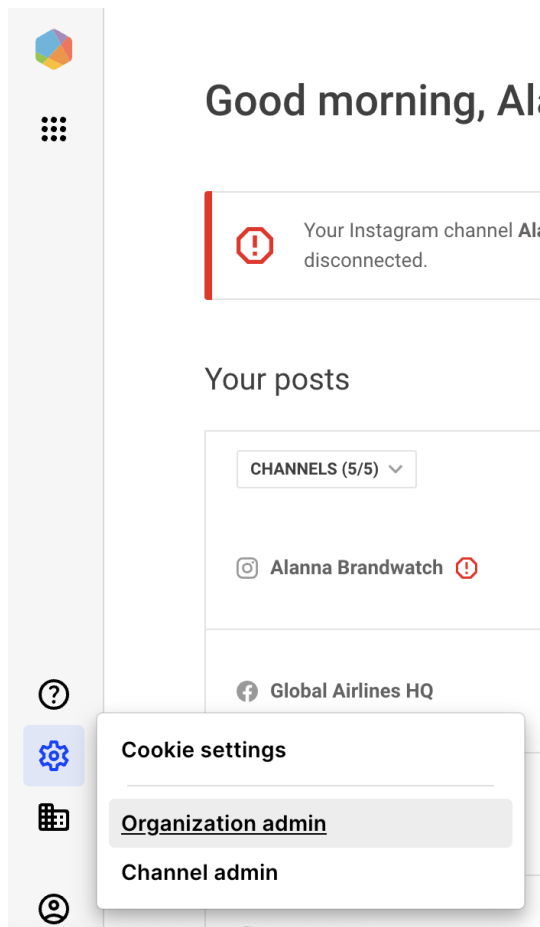 Good morning, Al
Your Instagram channel Ala
disconnected.
Your posts
CHANNELS (5/5)
Alanna Brandwatch
Global Airlines HQ
Cookie settings
Organization admin
Channel admin